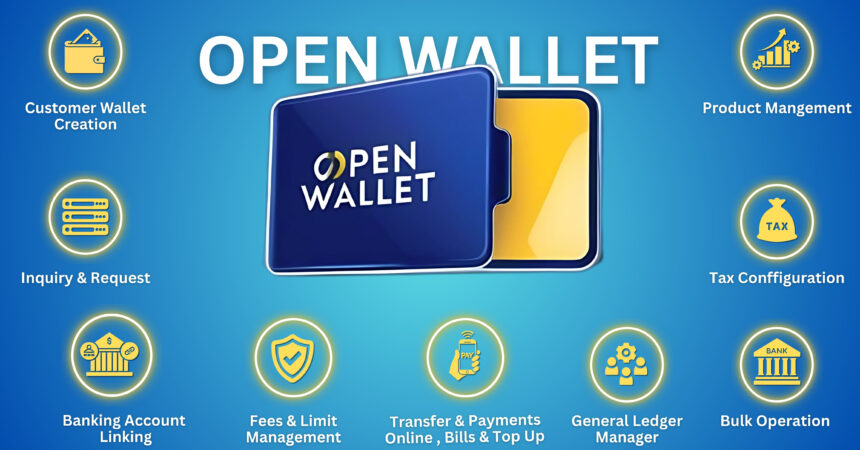 OPEN WALLET
OPEN
WALLET
Customer Wallet
Creation
Product Mangement
Inquiry & Request
TAX
Tax Conffiguration
$
Banking Account
Linking
Fees & Limit
Management
PAY
Transfer & Payments
Online , Bills & Top Up
General Ledger
Manager
BANK
Bulk Operation